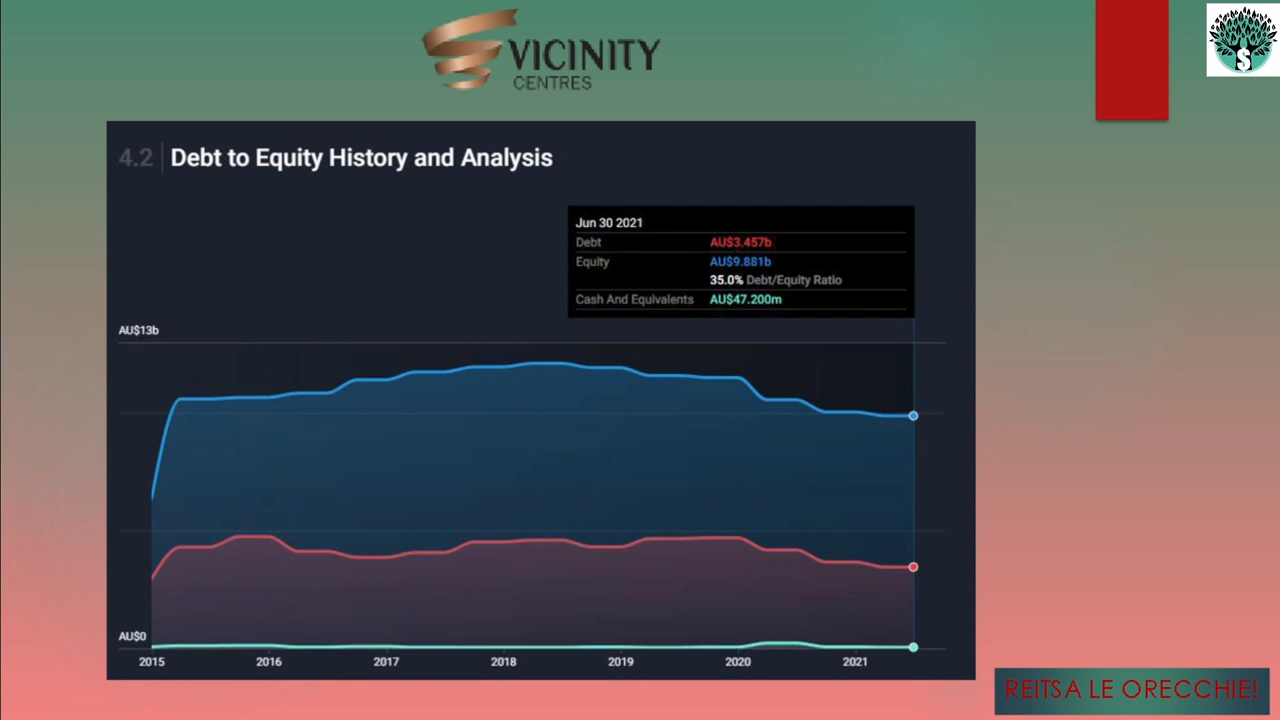 VICINITY
CENTRES
$
4.2 Debt to Equity History and Analysis
Jun 30 2021
Debt AU$3.457b
Equity AU$9.881b
35.0% Debt/Equity Ratio
Cash And Equivalents AU$47.200m
AU$13b
AU$0
2015 2016 2017 2018 2019 2020 2021
REITSA LE ORECCHIE!